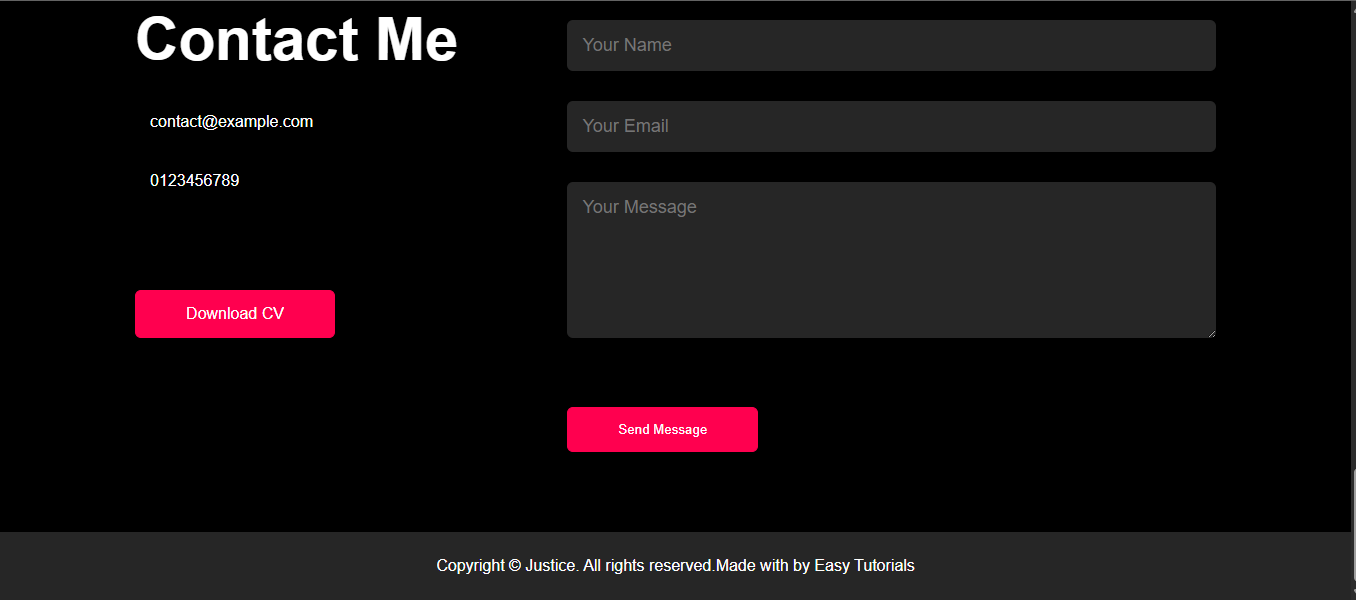 Contact Me
contact@example.com
0123456789
Download CV
Your Name
Your Email
Your Message
Send Message
Copyright © Justice. All rights reserved.Made with by Easy Tutorials